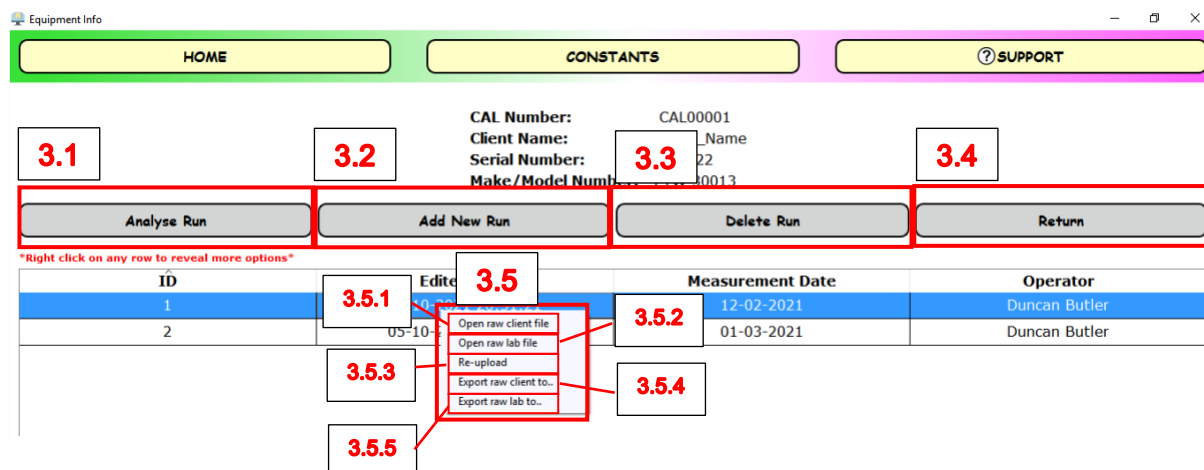 Equipment Info
HOME CONSTANTS ?SUPPORT
CAL Number: CAL00001
Client Name: _Name
3.1 3.2 3.3 3.4
Serial Number: 22
Make/Model Number: 0013
Analyse Run Add New Run Delete Run Return
*Right click on any row to reveal more options*
ID Edite 3.5 Measurement Date Operator
1 12-02-2021 Duncan Butler
3.5.1 Open raw client file
3.5.2
2 05-10- Open raw lab file 01-03-2021 Duncan Butler
3.5.3 Re-upload
Export raw client to.. 3.5.4
Export raw lab to..
3.5.5